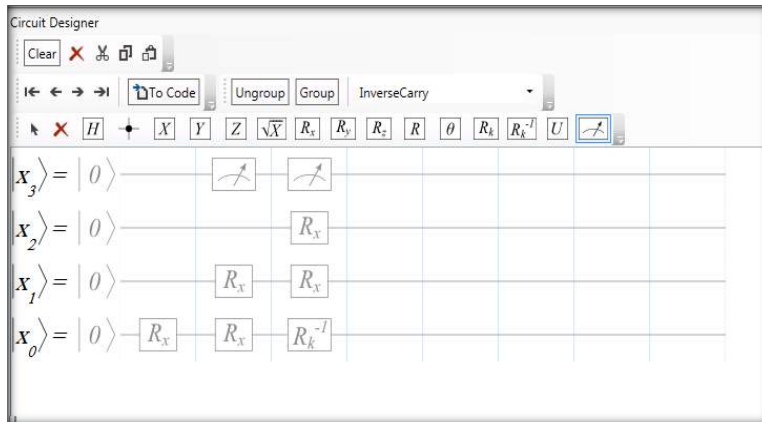 Circuit Designer
Clear
To Code Ungroup Group InverseCarry
H X Y Z √X Rx Ry Rz R θ Rk Rk⁻¹ U
|x₃⟩= |0⟩
|x₂⟩= |0⟩ Rx
|x₁⟩= |0⟩ Rx Rx
|x₀⟩= |0⟩ Rx Rx Rk⁻¹